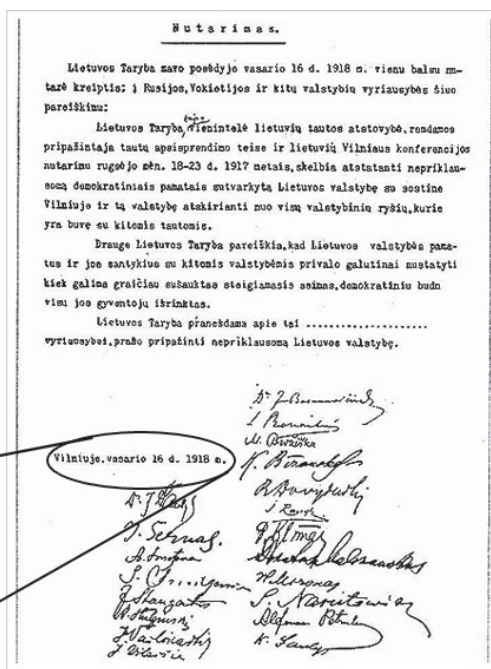 Nutarimas.
Lietuvos Taryba savo posėdyje vasario 16 d. 1918 m. vienu balsu nu-
tarė kreiptis: į Rusijos, Vokietijos ir kitų valstybių vyriausybes šiuo
pareiškimu:
Lietuvos Taryba, kaipo vienintelė lietuvių tautos atstovybė, remdamos
pripažintąja tautų apsisprendimo teise ir lietuvių Vilniaus konferencijos
nutarimu rugsėjo mėn. 18-23 d. 1917 metais, skelbia atstatanti nepriklau-
somą demokratiniais pamatais sutvarkytą Lietuvos valstybę su sostine
Vilniuje ir tą valstybę atskirianti nuo visų valstybinių ryšių, kurie
yra buvę su kitomis tautomis.
Drauge Lietuvos Taryba pareiškia, kad Lietuvos valstybės pama-
tus ir jos santykius su kitomis valstybėmis privalo galutinai nustatyti
kiek galima greičiau sušauktas steigiamasis seimas, demokratiniu budu
visų jos gyventojų išrinktas.
Lietuvos Taryba pranešdama apie tai .....................
vyriausybei, prašo pripažinti nepriklausomą Lietuvos valstybę.
Vilniuje, vasario 16 d. 1918 m.
Dr. J. Basanavičius
M. Biržiška
K. Bizauskas
S. Narutowicz